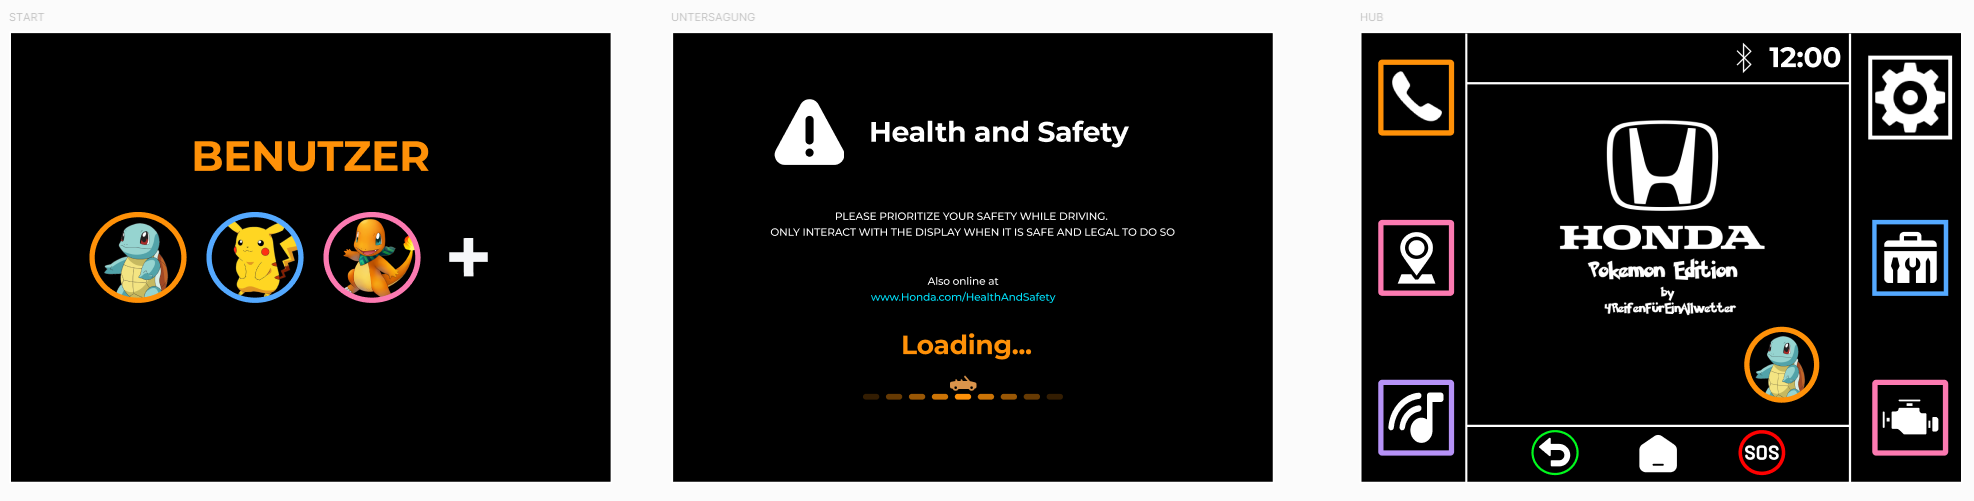 START
BENUTZER
UNTERSAGUNG
Health and Safety
PLEASE PRIORITIZE YOUR SAFETY WHILE DRIVING.
ONLY INTERACT WITH THE DISPLAY WHEN IT IS SAFE AND LEGAL TO DO SO
Also online at
www.Honda.com/HealthAndSafety
Loading...
HUB
12:00
HONDA
Pokemon Edition
by
4ReifenFürEinAllwetter
SOS